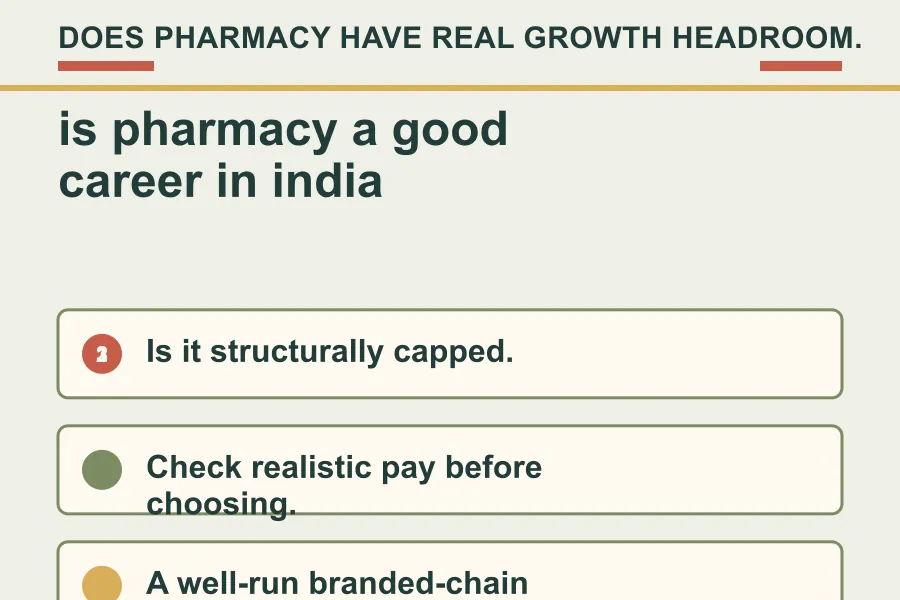 DOES PHARMACY HAVE REAL GROWTH HEADROOM.
is pharmacy a good
career in india
Is it structurally capped.
Check realistic pay before
choosing.
A well-run branded-chain